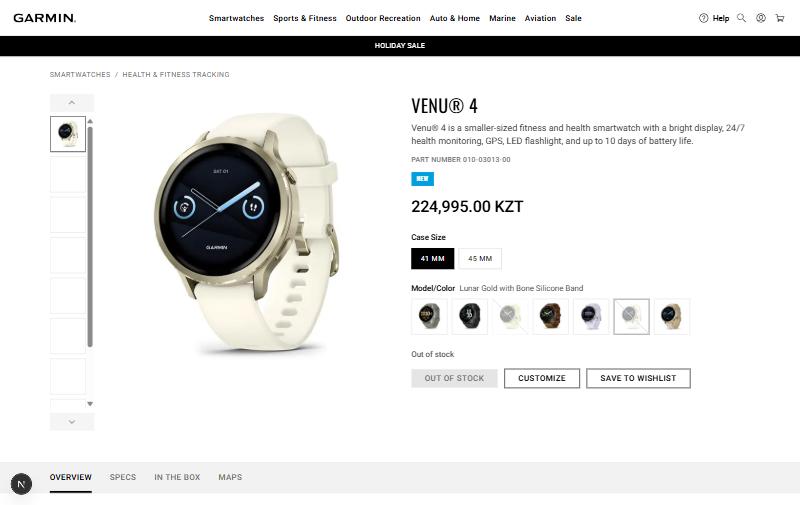 GARMIN.
Smartwatches Sports & Fitness Outdoor Recreation Auto & Home Marine Aviation Sale
Help
HOLIDAY SALE
SMARTWATCHES / HEALTH & FITNESS TRACKING
VENU® 4
Venu® 4 is a smaller-sized fitness and health smartwatch with a bright display, 24/7
health monitoring, GPS, LED flashlight, and up to 10 days of battery life.
PART NUMBER 010-03013-00
NEW
224,995.00 KZT
Case Size
41 MM 45 MM
Model/Color Lunar Gold with Bone Silicone Band
Out of stock
OUT OF STOCK CUSTOMIZE SAVE TO WISHLIST
SAT 01
GARMIN
OVERVIEW SPECS IN THE BOX MAPS
N